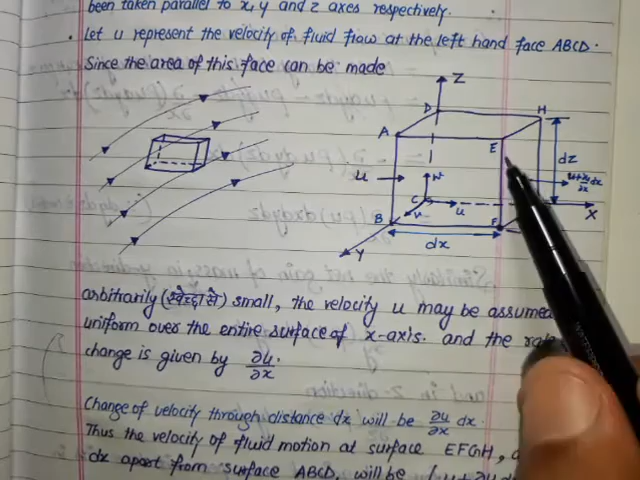 been taken parallel to x, y and z axes respectively.
• Let u represent the velocity of fluid flow at the left hand face ABCD.
Since the area of this face can be made
Z
D
H
A
E
dz
u
w
u+∂u/∂x dx
C
u
X
B
v
F
dx
Y
arbitrarily (स्वेच्छा से) small, the velocity u may be assumed
uniform over the entire surface of x-axis. and the rate
change is given by ∂u/∂x.
Change of velocity through distance dx will be ∂u/∂x dx.
Thus the velocity of fluid motion at surface EFGH, a
dx apart from surface ABCD, will be (u+∂u